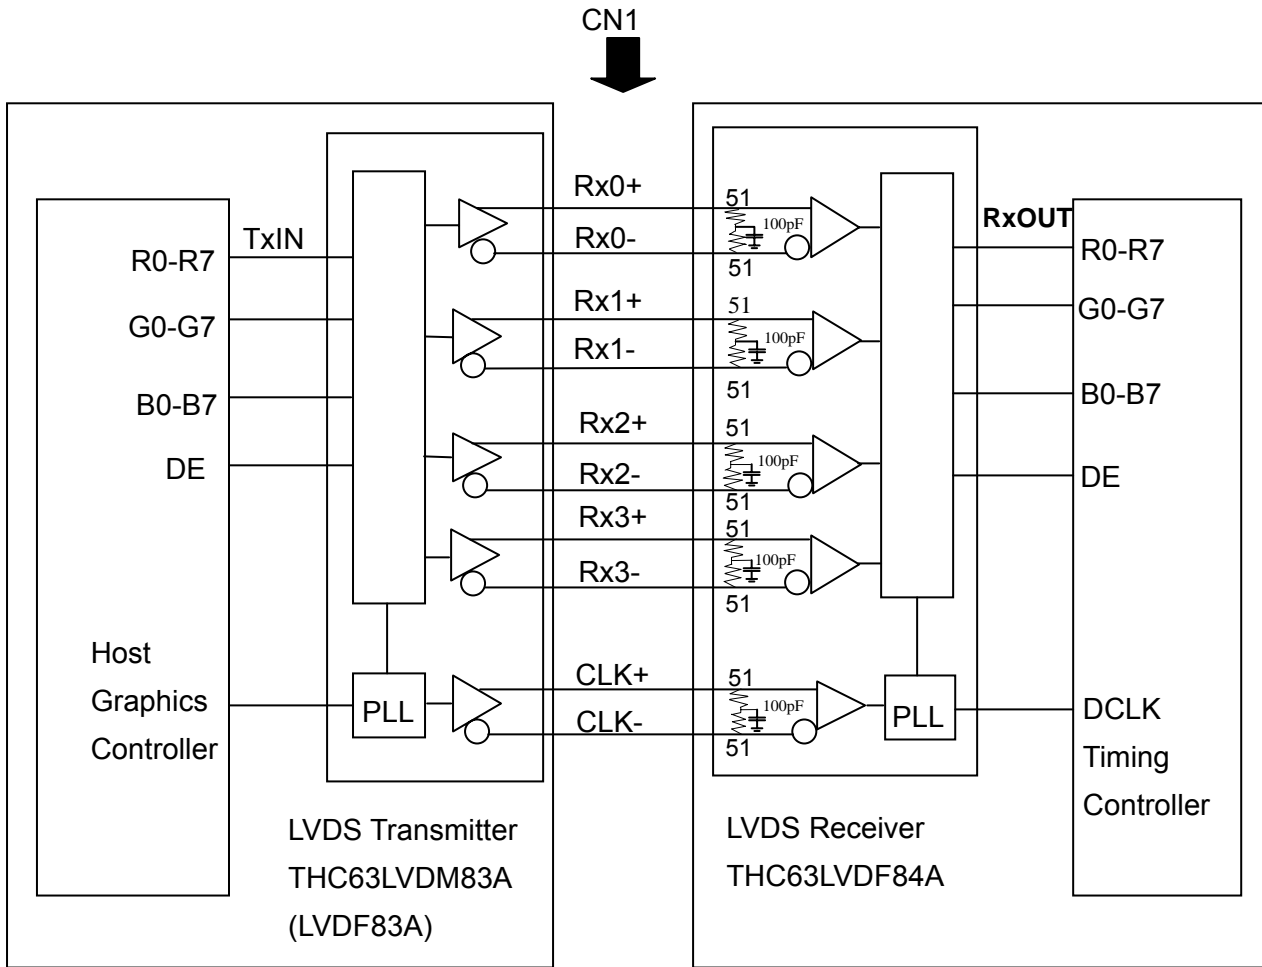 CN1
TxIN
R0-R7
G0-G7
B0-B7
DE
Host
Graphics
Controller
PLL
LVDS Transmitter
THC63LVDM83A
(LVDF83A)
Rx0+
Rx0-
Rx1+
Rx1-
Rx2+
Rx2-
Rx3+
Rx3-
CLK+
CLK-
51
100pF
51
51
100pF
51
51
100pF
51
51
100pF
51
51
100pF
51
PLL
LVDS Receiver
THC63LVDF84A
RxOUT
R0-R7
G0-G7
B0-B7
DE
DCLK
Timing
Controller